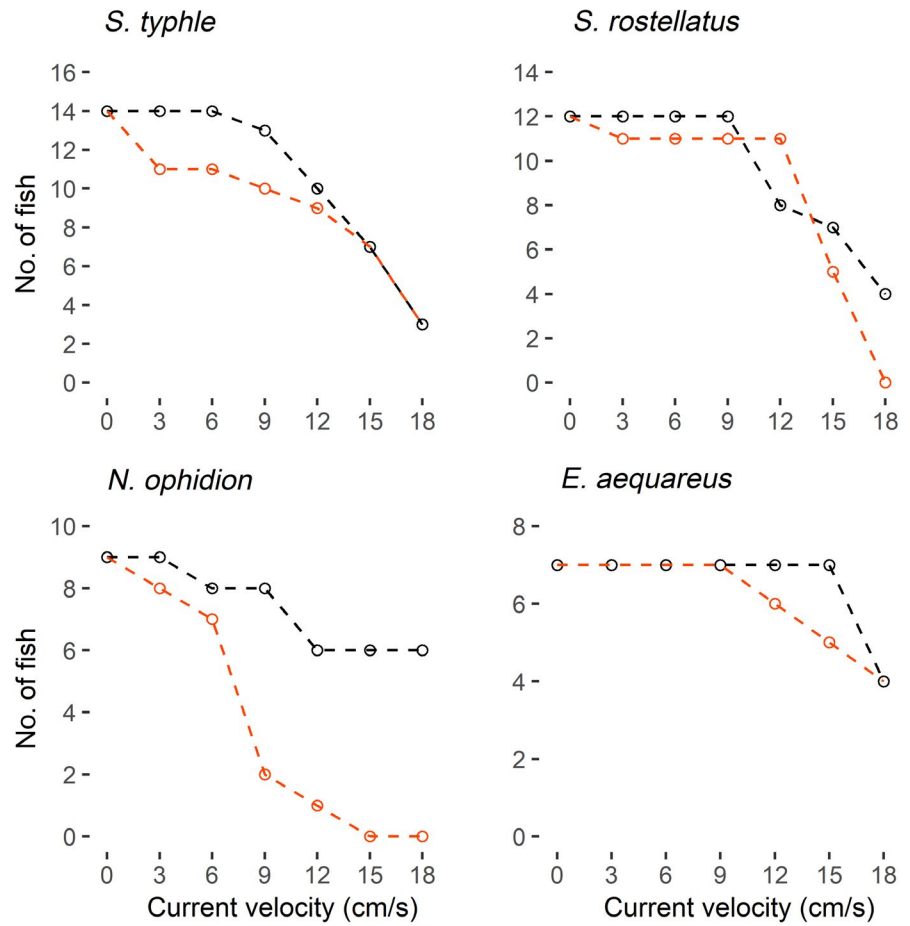 S. typhle
S. rostellatus
No. of fish
16
14
12
10
8
6
4
2
0
0 3 6 9 12 15 18
14
12
10
8
6
4
2
0
0 3 6 9 12 15 18
N. ophidion
E. aequareus
No. of fish
10
8
6
4
2
0
0 3 6 9 12 15 18
Current velocity (cm/s)
8
6
4
2
0
0 3 6 9 12 15 18
Current velocity (cm/s)